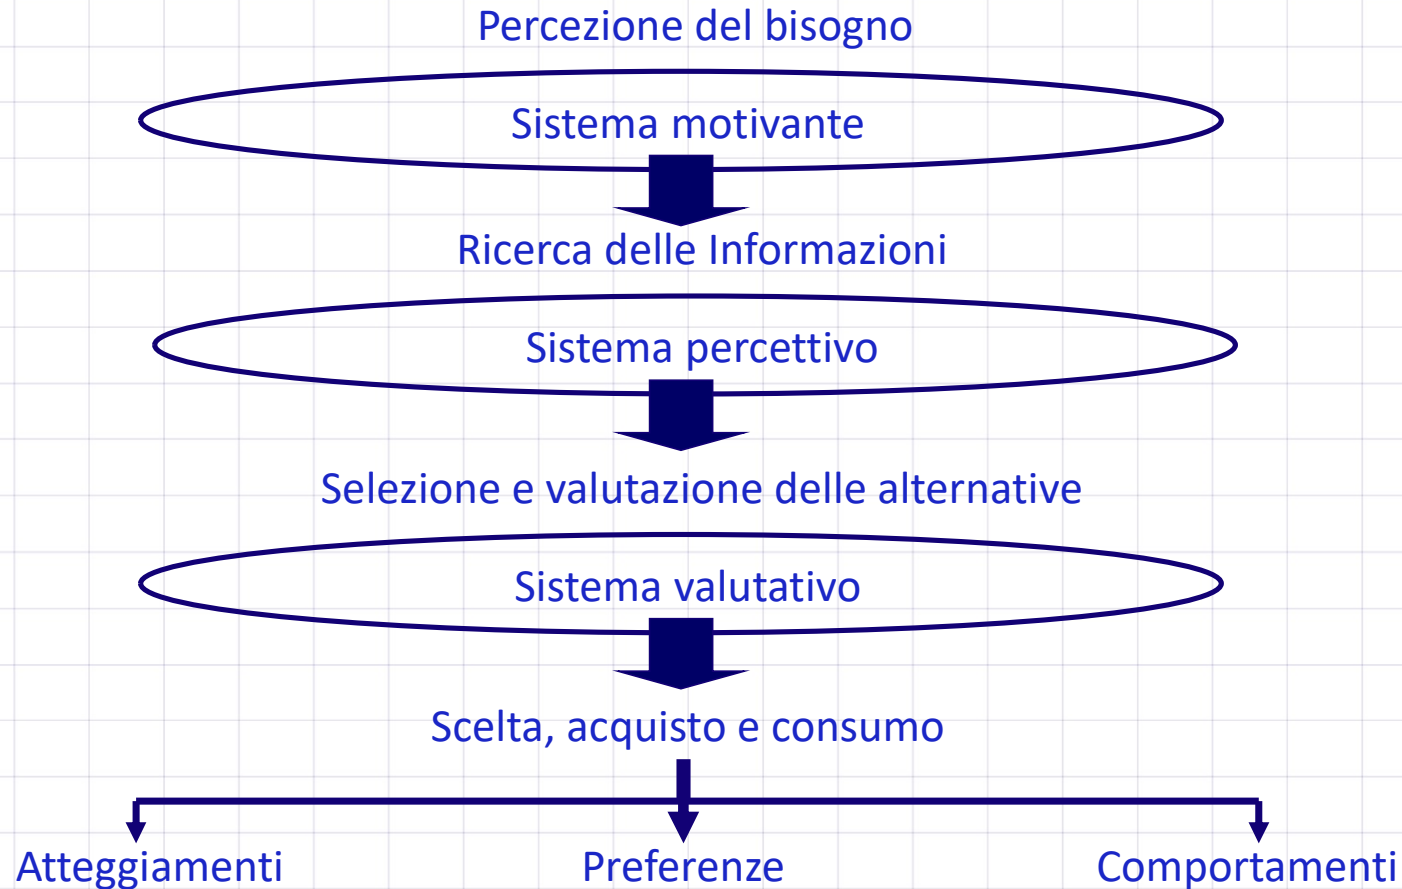 Percezione del bisogno
Sistema motivante
Ricerca delle Informazioni
Sistema percettivo
Selezione e valutazione delle alternative
Sistema valutativo
Scelta, acquisto e consumo
Atteggiamenti
Preferenze
Comportamenti